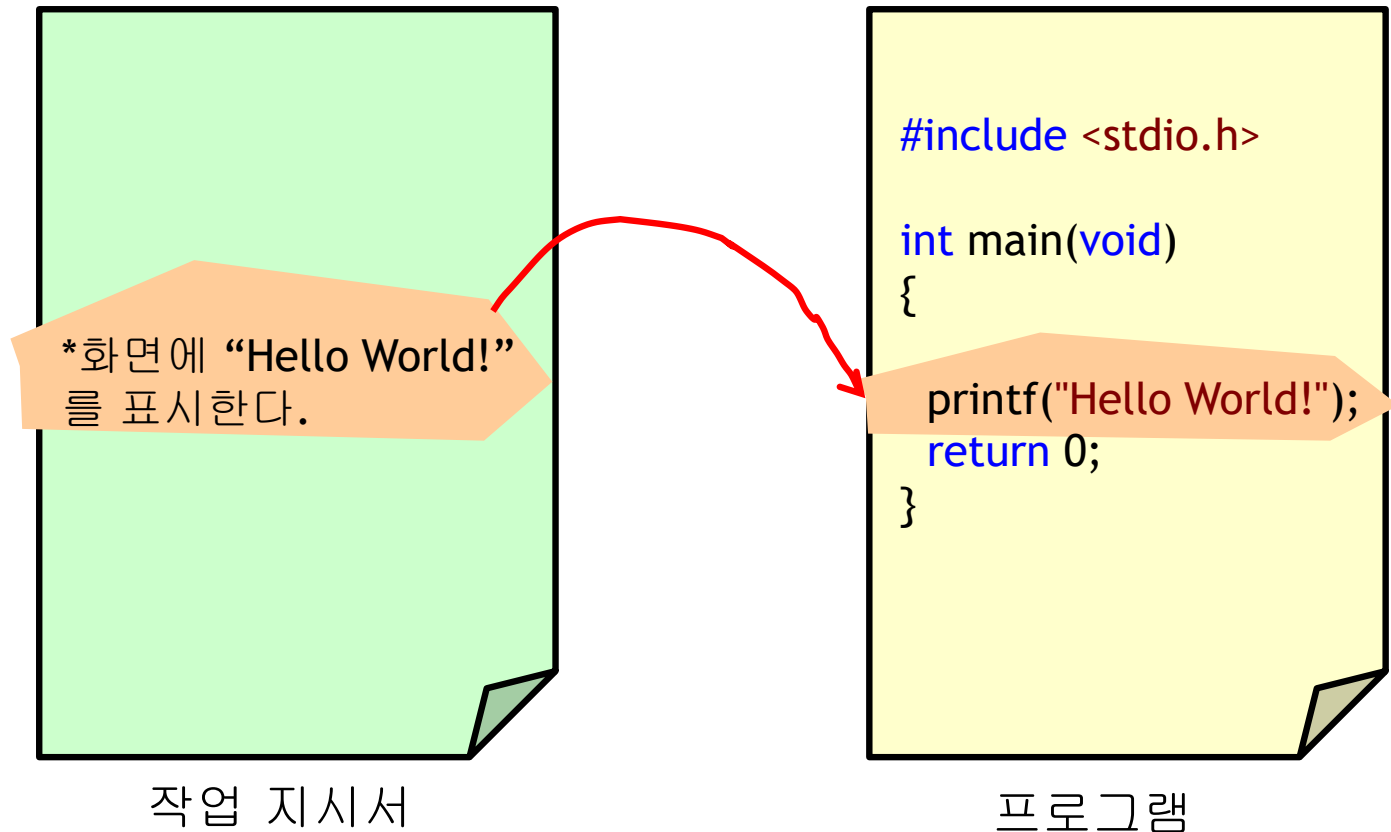 *화면에 “Hello World!”
를 표시한다.
작업 지시서
#include <stdio.h>
int main(void)
{
printf("Hello World!");
return 0;
}
프로그램